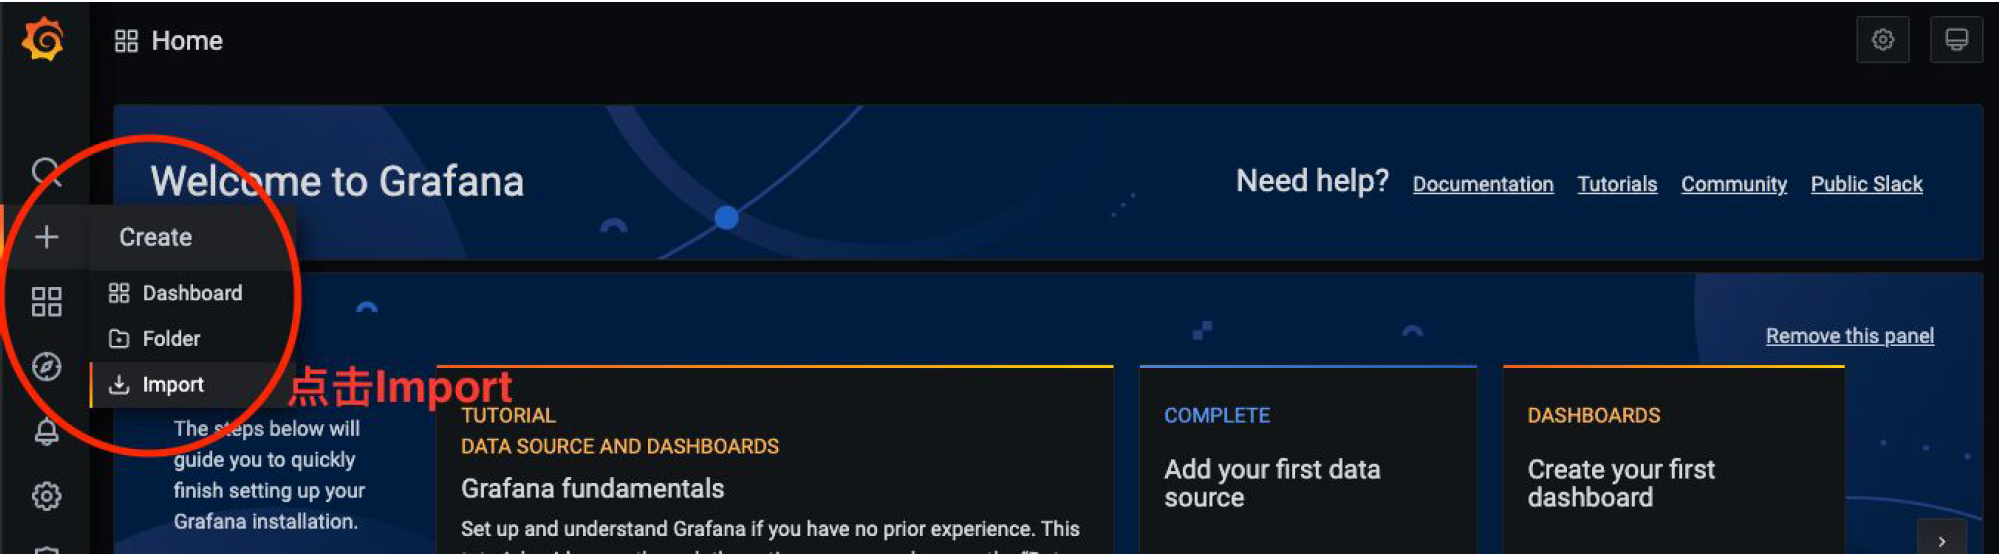 Home
Welcome to Grafana
Need help?
Documentation
Tutorials
Community
Public Slack
Create
Dashboard
Folder
Import
点击Import
Remove this panel
The steps below will
guide you to quickly
finish setting up your
Grafana installation.
TUTORIAL
DATA SOURCE AND DASHBOARDS
Grafana fundamentals
Set up and understand Grafana if you have no prior experience. This
COMPLETE
Add your first data
source
DASHBOARDS
Create your first
dashboard